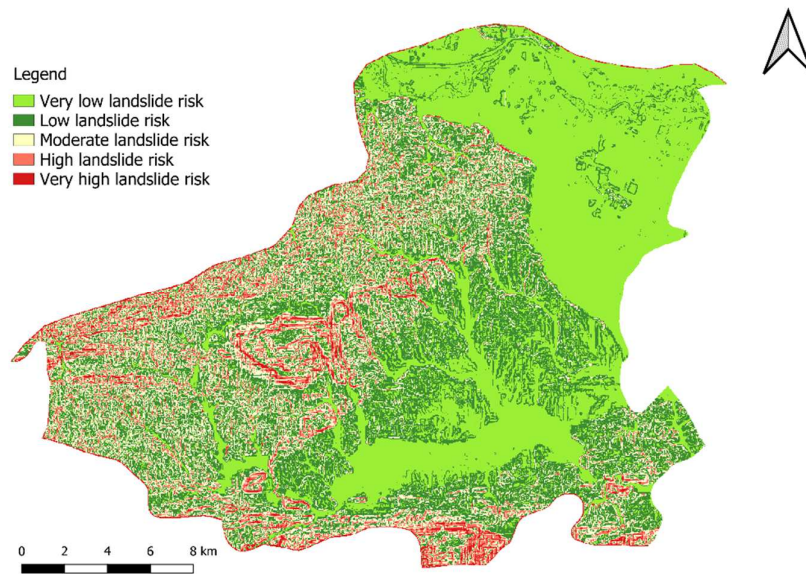 Legend
Very low landslide risk
Low landslide risk
Moderate landslide risk
High landslide risk
Very high landslide risk
0 2 4 6 8 km